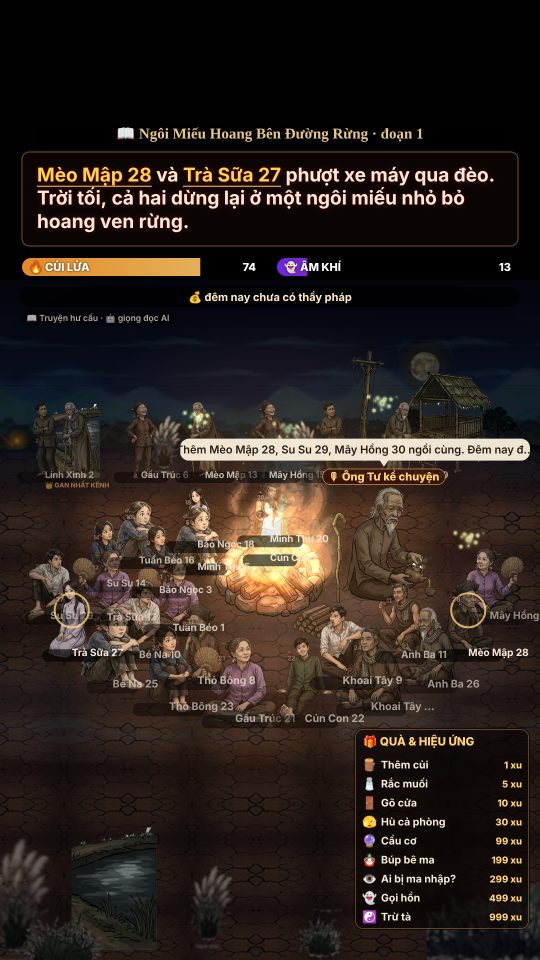 📖 Ngôi Miếu Hoang Bên Đường Rừng · đoạn 1
Mèo Mập 28 và Trà Sữa 27 phượt xe máy qua đèo.
Trời tối, cả hai dừng lại ở một ngôi miếu nhỏ bỏ
hoang ven rừng.
🔥 CỦI LỬA 74
👻 ÂM KHÍ 13
💰 đêm nay chưa có thầy pháp
📖 Truyện hư cấu · 🤖 giọng đọc AI
Thêm Mèo Mập 28, Su Su 29, Mây Hồng 30 ngồi cùng. Đêm nay đ...
🎙 Ông Tư kể chuyện
Linh Xinh 2
👑 GAN NHẤT KÊNH
Gấu Trúc 6
Mèo Mập 13
Mây Hồng
Minh Thư 20
Bảo Ngọc 18
Tuấn Béo 16
Su Su 14
Bảo Ngọc 3
Tuấn Béo 1
Mây Hồng
Trà Sữa 27
Bé Na 10
Anh Ba 11
Mèo Mập 28
Bé Na 25
Thỏ Bông 8
Khoai Tây 9
Anh Ba 26
Thỏ Bông 23
Khoai Tây ...
Gấu Trúc 21
Cún Con 22
🎁 QUÀ & HIỆU ỨNG
Thêm củi 1 xu
Rắc muối 5 xu
Gõ cửa 10 xu
Hù cả phòng 30 xu
Cầu cơ 99 xu
Búp bê ma 199 xu
Ai bị ma nhập? 299 xu
Gọi hồn 499 xu
Trừ tà 999 xu